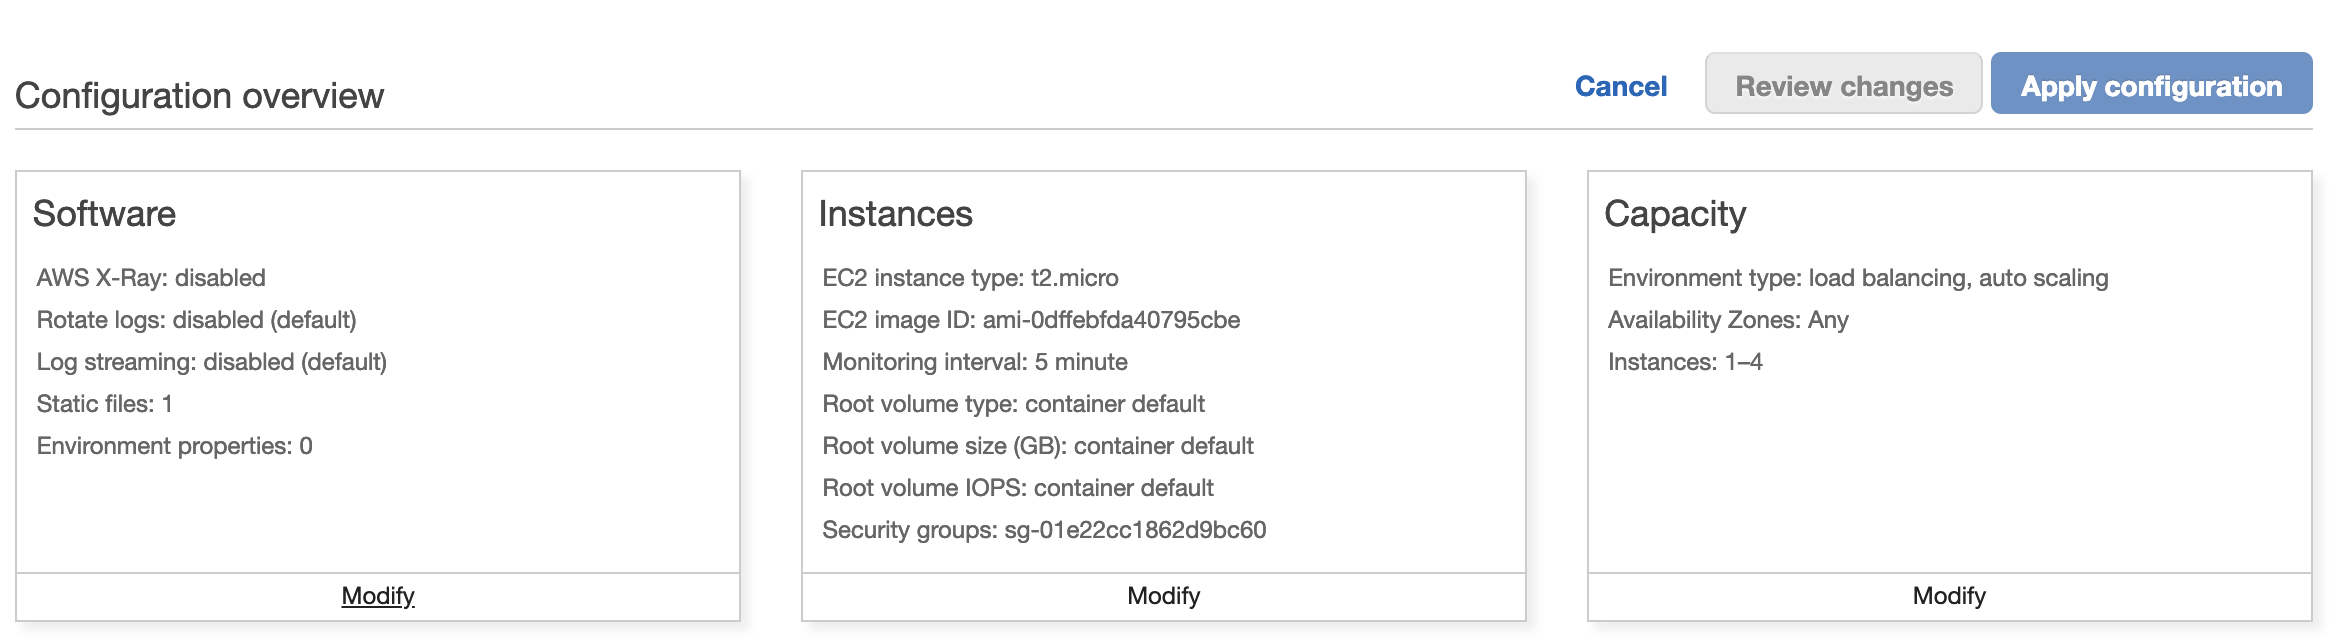 Configuration overview
Cancel
Review changes
Apply configuration
Software
AWS X-Ray: disabled
Rotate logs: disabled (default)
Log streaming: disabled (default)
Static files: 1
Environment properties: 0
Modify
Instances
EC2 instance type: t2.micro
EC2 image ID: ami-0dffebfda40795cbe
Monitoring interval: 5 minute
Root volume type: container default
Root volume size (GB): container default
Root volume IOPS: container default
Security groups: sg-01e22cc1862d9bc60
Modify
Capacity
Environment type: load balancing, auto scaling
Availability Zones: Any
Instances: 1–4
Modify